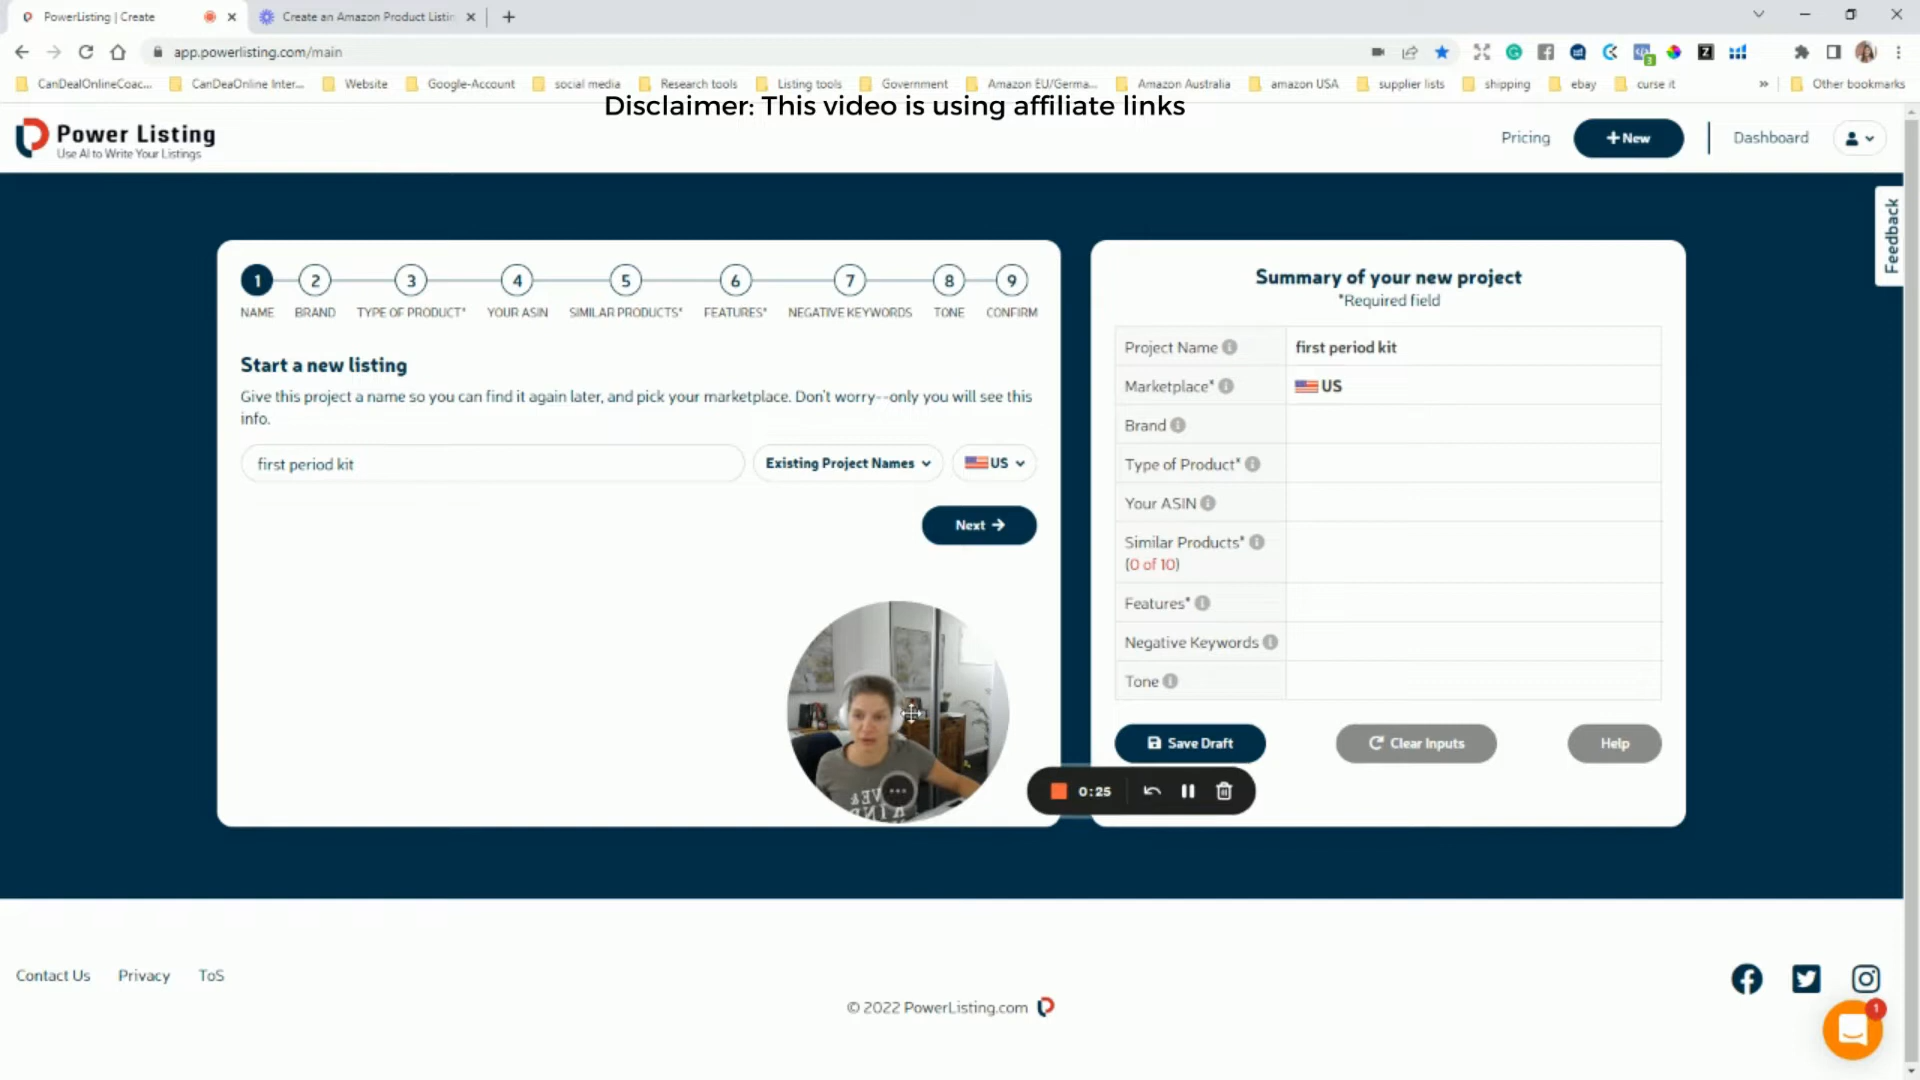 PowerListing | Create
Create an Amazon Product Listin
app.powerlisting.com/main
CanDealOnlineCoac...
CanDeaOnline Inter...
Website
Google-Account
social media
Research tools
Listing tools
Government
Amazon EU/Germa...
Amazon Australia
amazon USA
supplier lists
shipping
ebay
curse it
»
Other bookmarks
Disclaimer: This video is using affiliate links
Power Listing
Use AI to Write Your Listings
Pricing
+ New
Dashboard
Feedback
1 2 3 4 5 6 7 8 9
NAME BRAND TYPE OF PRODUCT* YOUR ASIN SIMILAR PRODUCTS* FEATURES* NEGATIVE KEYWORDS TONE CONFIRM
Start a new listing
Give this project a name so you can find it again later, and pick your marketplace. Don't worry--only you will see this
info.
first period kit
Existing Project Names
US
Next →
Summary of your new project
*Required field
Project Name first period kit
Marketplace* US
Brand
Type of Product*
Your ASIN
Similar Products*
(0 of 10)
Features*
Negative Keywords
Tone
Save Draft
Clear Inputs
Help
0:25
Contact Us
Privacy
ToS
© 2022 PowerListing.com
1